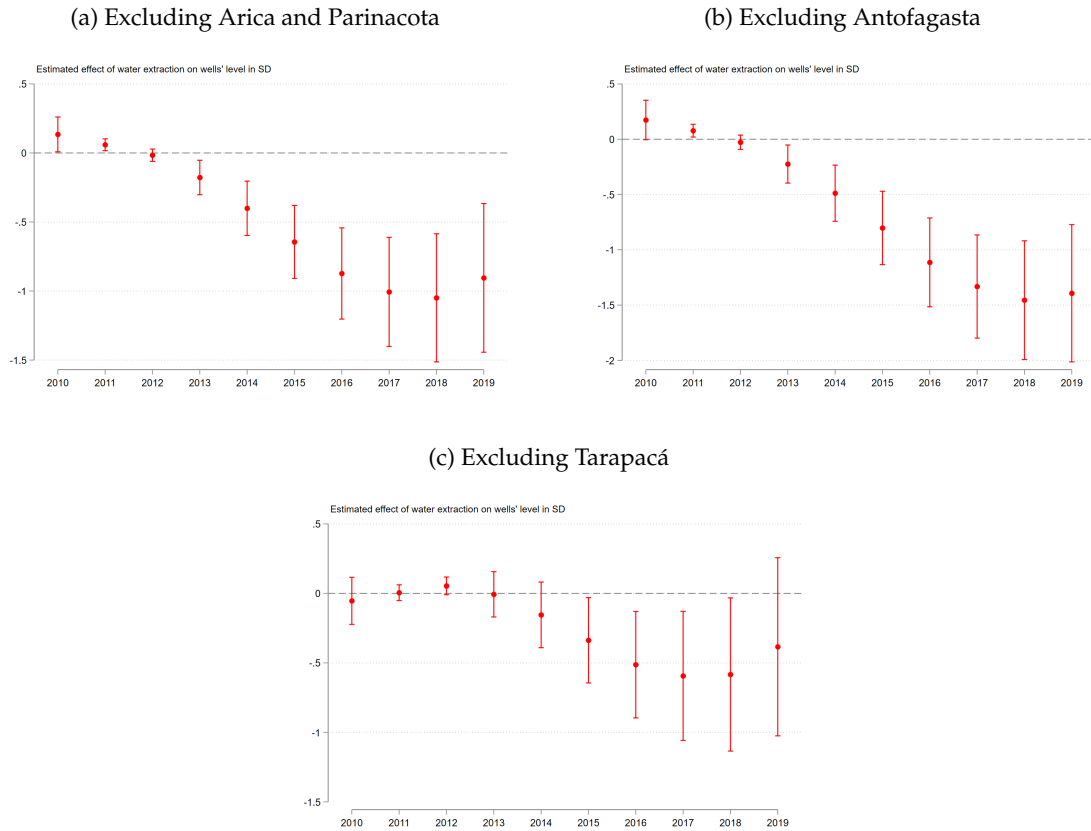 (a) Excluding Arica and Parinacota
Estimated effect of water extraction on wells' level in SD
.5
0
-.5
-1
-1.5
2010 2011 2012 2013 2014 2015 2016 2017 2018 2019
(b) Excluding Antofagasta
Estimated effect of water extraction on wells' level in SD
.5
0
-.5
-1
-1.5
-2
2010 2011 2012 2013 2014 2015 2016 2017 2018 2019
(c) Excluding Tarapacá
Estimated effect of water extraction on wells' level in SD
.5
0
-.5
-1
-1.5
2010 2011 2012 2013 2014 2015 2016 2017 2018 2019